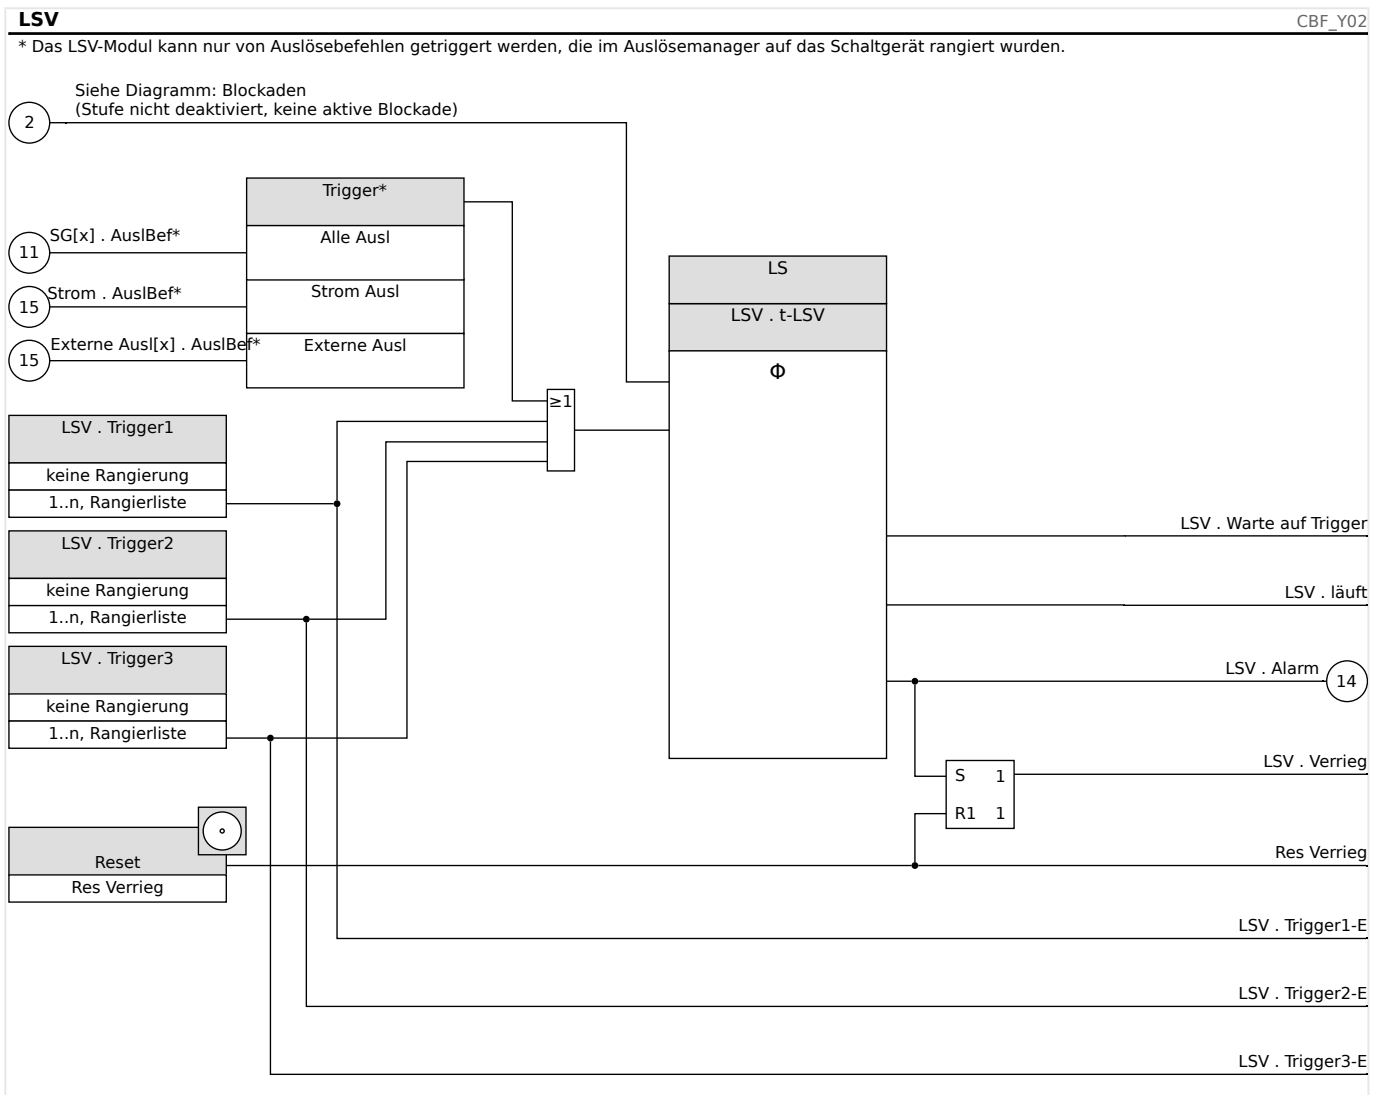 LSV
CBF_Y02
* Das LSV-Modul kann nur von Auslösebefehlen getriggert werden, die im Auslösemanager auf das Schaltgerät rangiert wurden.
Siehe Diagramm: Blockaden
(Stufe nicht deaktiviert, keine aktive Blockade)
2
Trigger*
SG[x] . AuslBef*
11
Alle Ausl
Strom . AuslBef*
15
Strom Ausl
Externe Ausl[x] . AuslBef*
15
Externe Ausl
LS
LSV . t-LSV
Φ
≥1
LSV . Trigger1
keine Rangierung
1..n, Rangierliste
LSV . Trigger2
keine Rangierung
1..n, Rangierliste
LSV . Trigger3
keine Rangierung
1..n, Rangierliste
LSV . Warte auf Trigger
LSV . läuft
LSV . Alarm
14
S 1
R1 1
LSV . Verrieg
Reset
Res Verrieg
Res Verrieg
LSV . Trigger1-E
LSV . Trigger2-E
LSV . Trigger3-E